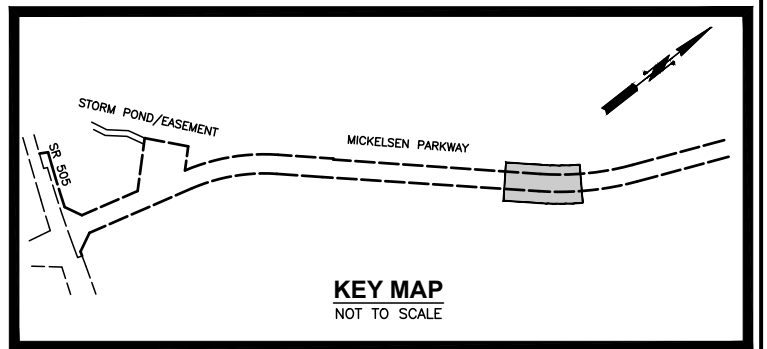 STORM POND/EASEMENT
SR 505
MICKELSEN PARKWAY
KEY MAP
NOT TO SCALE